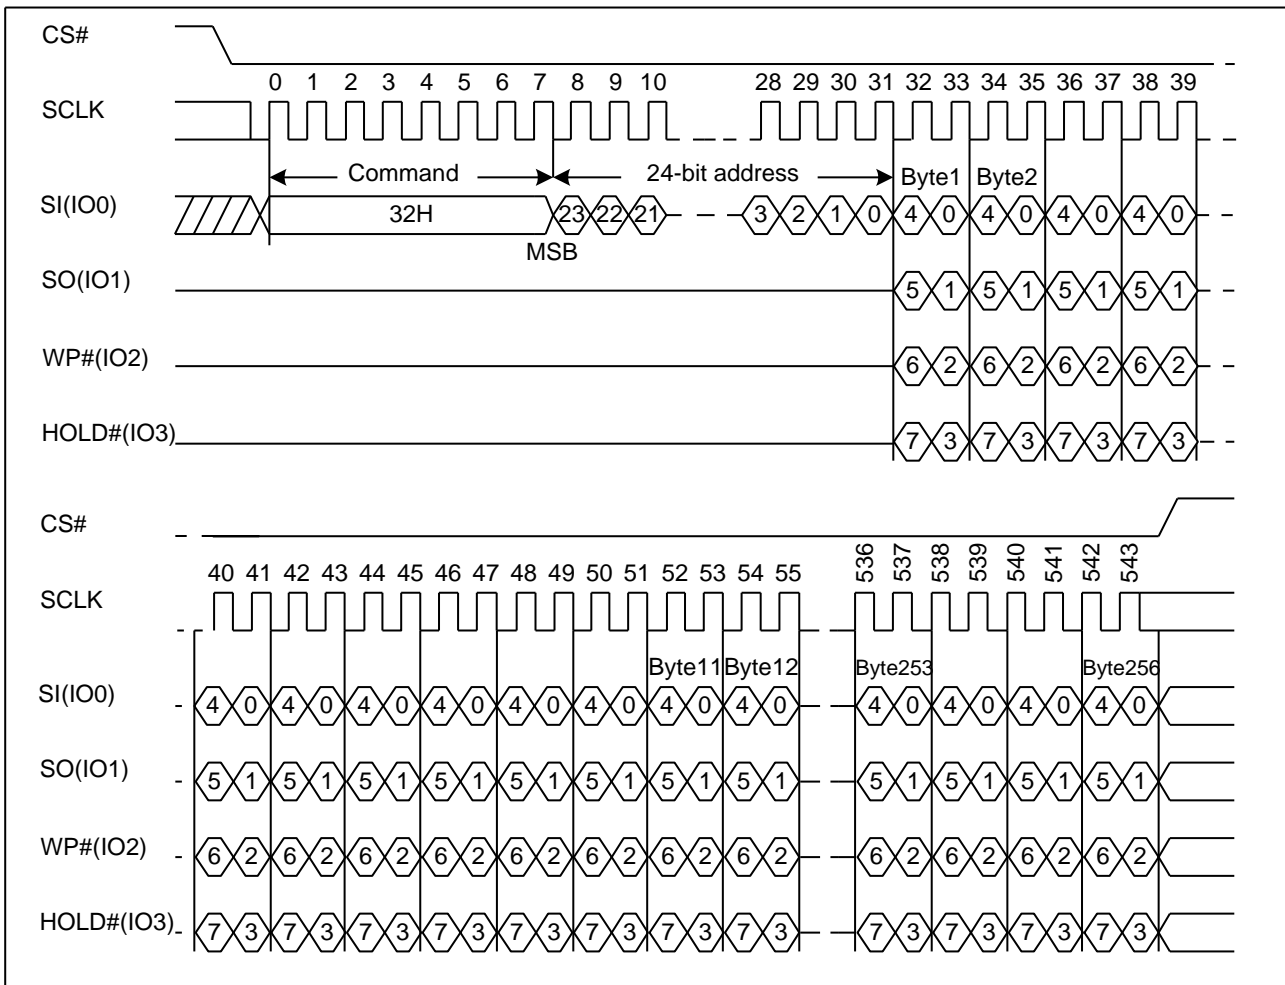 CS#
0 1 2 3 4 5 6 7 8 9 10 28 29 30 31 32 33 34 35 36 37 38 39
SCLK
Command 24-bit address Byte1 Byte2
SI(IO0) 32H 23 22 21 3 2 1 0 4 0 4 0 4 0 4 0
MSB
SO(IO1) 5 1 5 1 5 1 5 1
WP#(IO2) 6 2 6 2 6 2 6 2
HOLD#(IO3) 7 3 7 3 7 3 7 3
CS#
40 41 42 43 44 45 46 47 48 49 50 51 52 53 54 55 536 537 538 539 540 541 542 543
SCLK
Byte11 Byte12 Byte253 Byte256
SI(IO0) 4 0 4 0 4 0 4 0 4 0 4 0 4 0 4 0 4 0 4 0 4 0 4 0
SO(IO1) 5 1 5 1 5 1 5 1 5 1 5 1 5 1 5 1 5 1 5 1 5 1 5 1
WP#(IO2) 6 2 6 2 6 2 6 2 6 2 6 2 6 2 6 2 6 2 6 2 6 2 6 2
HOLD#(IO3) 7 3 7 3 7 3 7 3 7 3 7 3 7 3 7 3 7 3 7 3 7 3 7 3